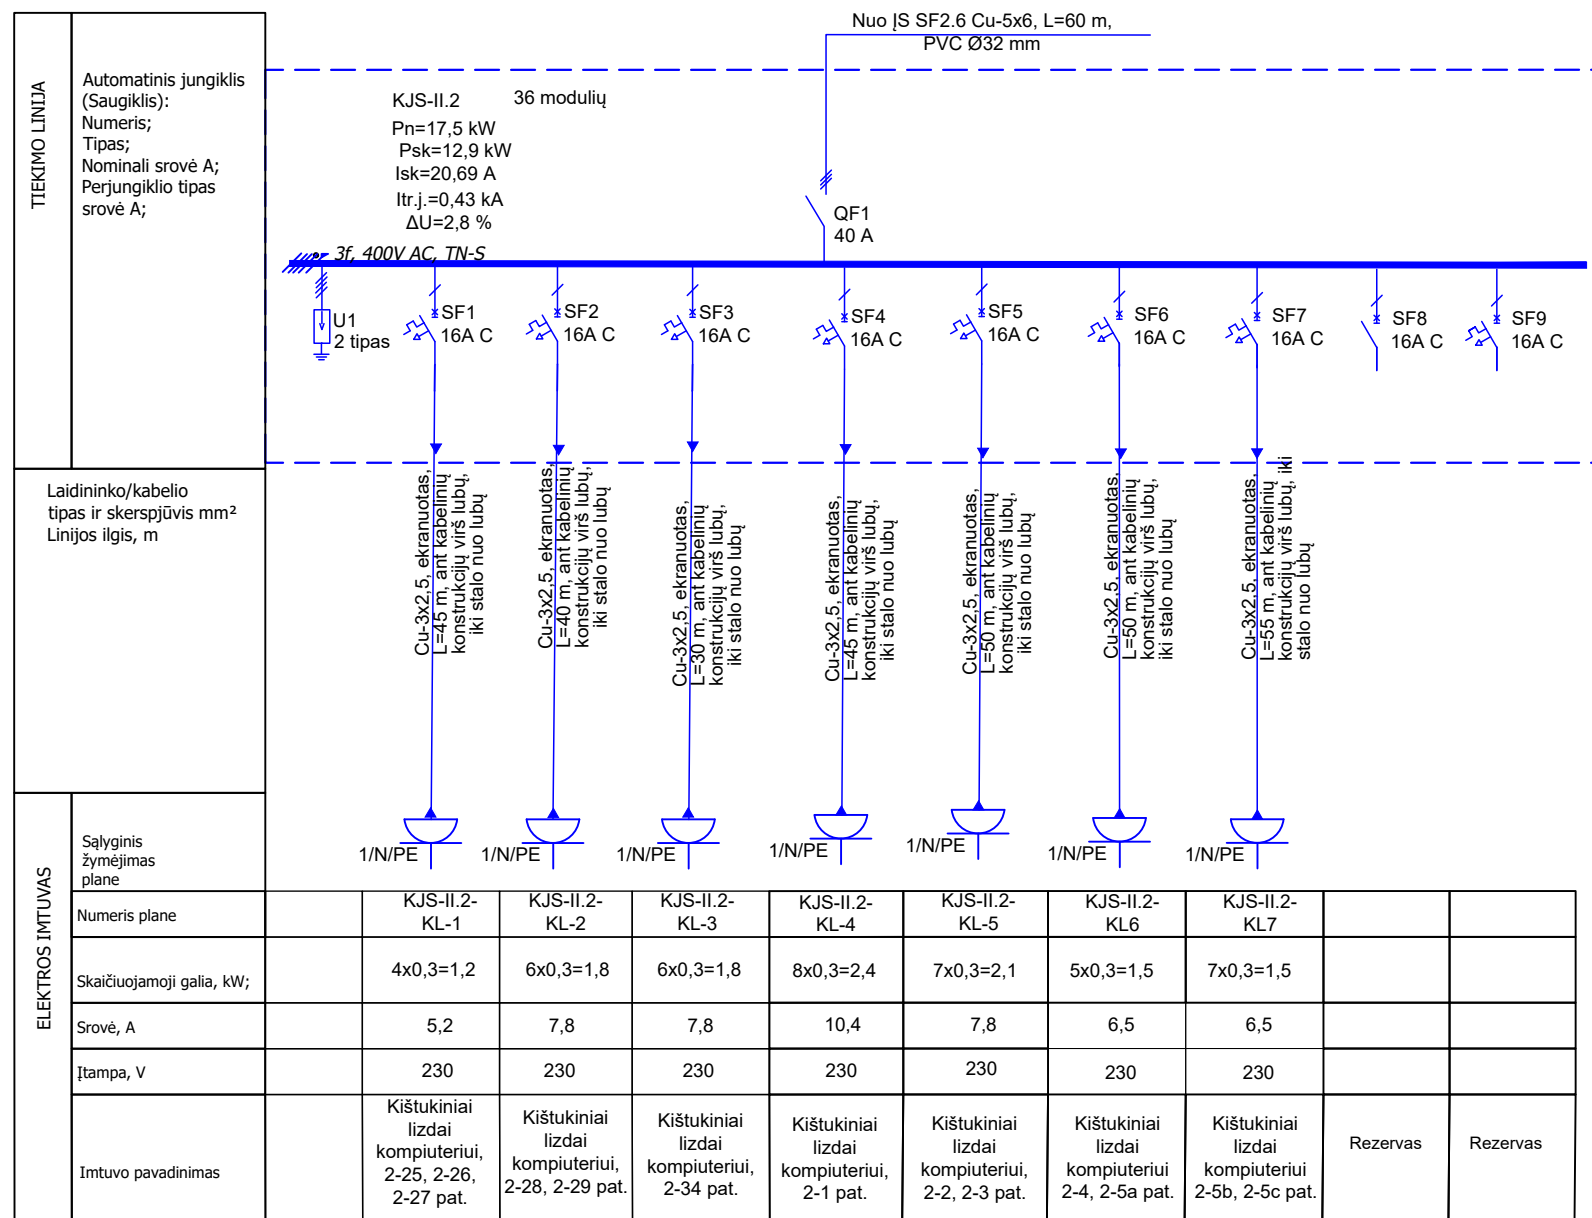 Nuo ĮS SF2.6 Cu-5x6, L=60 m,
PVC Ø32 mm
TIEKIMO LINIJA
Automatinis jungiklis
(Saugiklis):
Numeris;
Tipas;
Nominali srovė A;
Perjungiklio tipas
srovė A;
KJS-II.2
36 modulių
Pn=17,5 kW
Psk=12,9 kW
Isk=20,69 A
Itr.j.=0,43 kA
ΔU=2,8 %
3f, 400V AC, TN-S
QF1
40 A
U1
2 tipas
SF1
16A C
SF2
16A C
SF3
16A C
SF4
16A C
SF5
16A C
SF6
16A C
SF7
16A C
SF8
16A C
SF9
16A C
Laidininko/kabelio
tipas ir skerspjūvis mm²
Linijos ilgis, m
Cu-3x2,5, ekranuotas,
L=45 m, ant kabelinių
konstrukcijų virš lubų,
iki stalo nuo lubų
Cu-3x2,5, ekranuotas,
L=40 m, ant kabelinių
konstrukcijų virš lubų,
iki stalo nuo lubų
Cu-3x2,5, ekranuotas,
L=30 m, ant kabelinių
konstrukcijų virš lubų,
iki stalo nuo lubų
Cu-3x2,5, ekranuotas,
L=45 m, ant kabelinių
konstrukcijų virš lubų,
iki stalo nuo lubų
Cu-3x2,5, ekranuotas,
L=50 m, ant kabelinių
konstrukcijų virš lubų,
iki stalo nuo lubų
Cu-3x2,5, ekranuotas,
L=50 m, ant kabelinių
konstrukcijų virš lubų,
iki stalo nuo lubų
Cu-3x2,5, ekranuotas,
L=55 m, ant kabelinių
konstrukcijų virš lubų, iki
stalo nuo lubų
ELEKTROS IMTUVAS
Sąlyginis
žymėjimas
plane
1/N/PE
1/N/PE
1/N/PE
1/N/PE
1/N/PE
1/N/PE
1/N/PE
Numeris plane
KJS-II.2-
KL-1
KJS-II.2-
KL-2
KJS-II.2-
KL-3
KJS-II.2-
KL-4
KJS-II.2-
KL-5
KJS-II.2-
KL6
KJS-II.2-
KL7
Skaičiuojamoji galia, kW;
4x0,3=1,2
6x0,3=1,8
6x0,3=1,8
8x0,3=2,4
7x0,3=2,1
5x0,3=1,5
7x0,3=1,5
Srovė, A
5,2
7,8
7,8
10,4
7,8
6,5
6,5
Įtampa, V
230
230
230
230
230
230
230
Imtuvo pavadinimas
Kištukiniai
lizdai
kompiuteriui,
2-25, 2-26,
2-27 pat.
Kištukiniai
lizdai
kompiuteriui,
2-28, 2-29 pat.
Kištukiniai
lizdai
kompiuteriui,
2-34 pat.
Kištukiniai
lizdai
kompiuteriui,
2-1 pat.
Kištukiniai
lizdai
kompiuteriui,
2-2, 2-3 pat.
Kištukiniai
lizdai
kompiuteriui
2-4, 2-5a pat.
Kištukiniai
lizdai
kompiuteriui
2-5b, 2-5c pat.
Rezervas
Rezervas